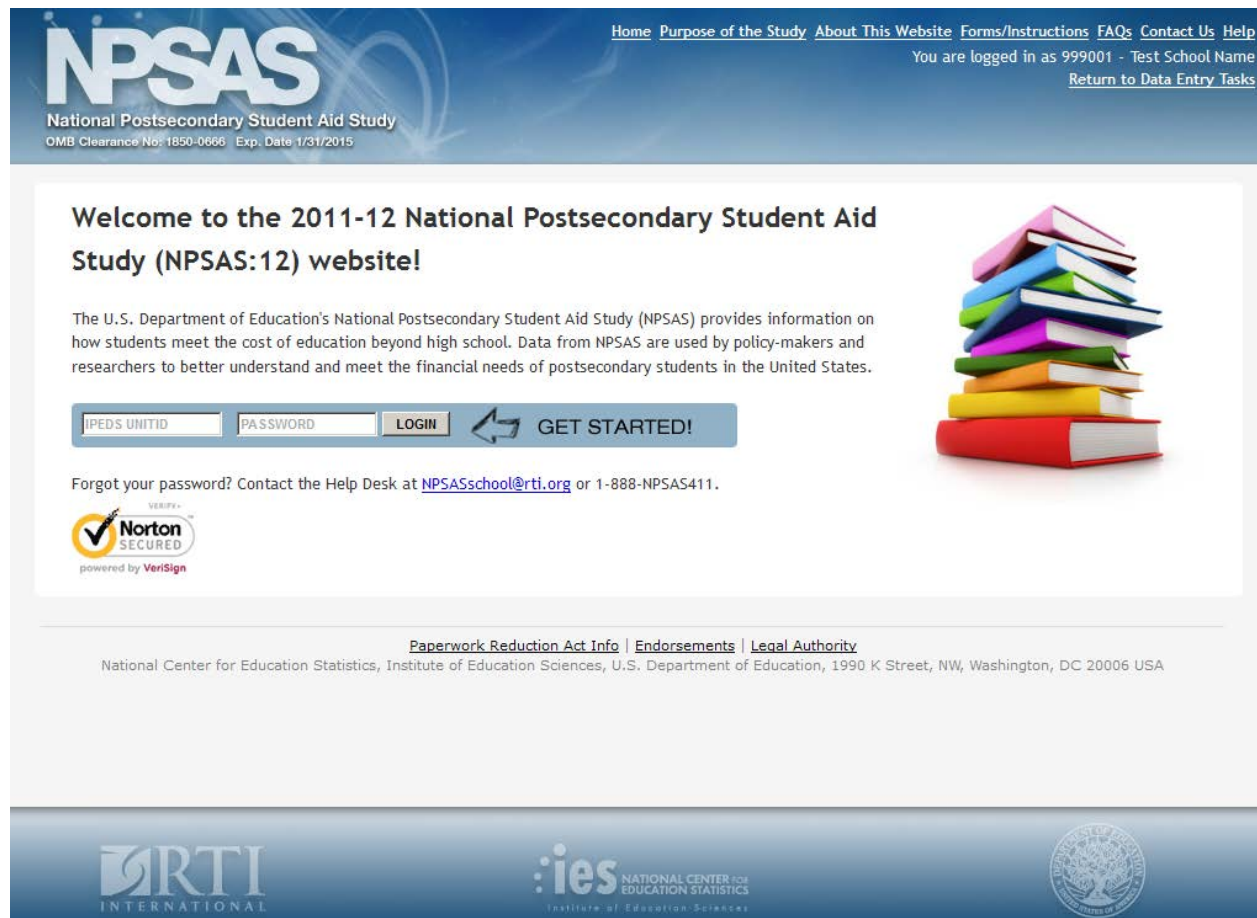 NPSAS
National Postsecondary Student Aid Study
OMB Clearance No: 1850-0666 Exp. Date 1/31/2015
Home Purpose of the Study About This Website Forms/Instructions FAQs Contact Us Help
You are logged in as 999001 - Test School Name
Return to Data Entry Tasks
Welcome to the 2011-12 National Postsecondary Student Aid
Study (NPSAS:12) website!
The U.S. Department of Education's National Postsecondary Student Aid Study (NPSAS) provides information on
how students meet the cost of education beyond high school. Data from NPSAS are used by policy-makers and
researchers to better understand and meet the financial needs of postsecondary students in the United States.
IPEDS UNITID PASSWORD LOGIN GET STARTED!
Forgot your password? Contact the Help Desk at NPSASschool@rti.org or 1-888-NPSAS411.
VERIFY
Norton
SECURED
powered by VeriSign
Paperwork Reduction Act Info | Endorsements | Legal Authority
National Center for Education Statistics, Institute of Education Sciences, U.S. Department of Education, 1990 K Street, NW, Washington, DC 20006 USA
RTI
INTERNATIONAL
ies NATIONAL CENTER FOR
EDUCATION STATISTICS
Institute of Education Sciences
DEPARTMENT OF EDUCATION
UNITED STATES OF AMERICA